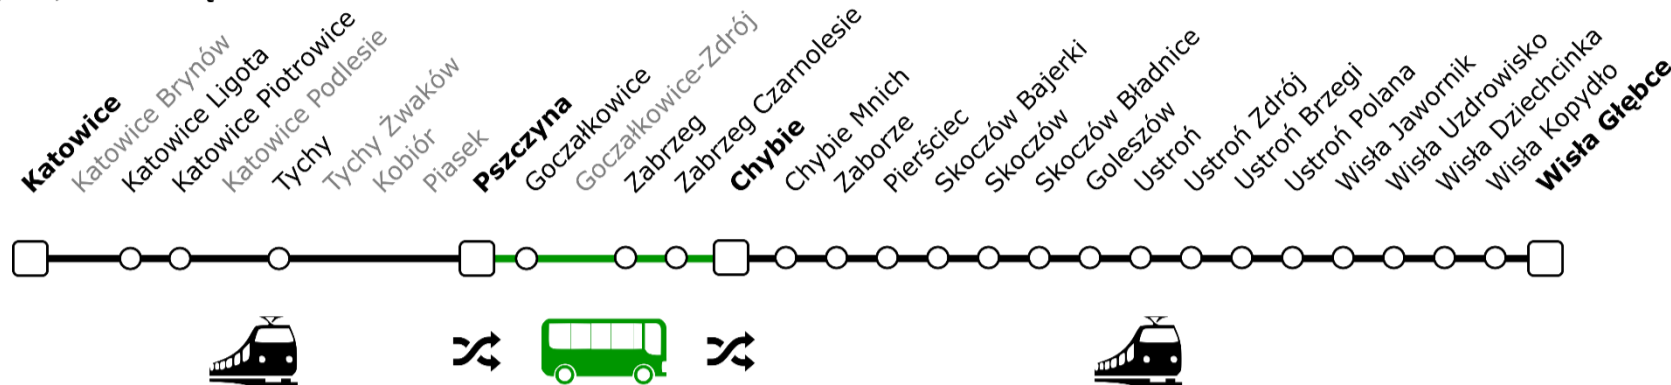 Katowice
Katowice Brynów
Katowice Ligota
Katowice Piotrowice
Katowice Podlesie
Tychy
Tychy Żwaków
Kobiór
Piasek
Pszczyna
Goczałkowice
Goczałkowice-Zdrój
Zabrzeg
Zabrzeg Czarnolesie
Chybie
Chybie Mnich
Zaborze
Pierściec
Skoczów Bajerki
Skoczów
Skoczów Bładnice
Goleszów
Ustroń
Ustroń Zdrój
Ustroń Brzegi
Ustroń Polana
Wisła Jawornik
Wisła Uzdrowisko
Wisła Dziechcinka
Wisła Kopydło
Wisła Głębce